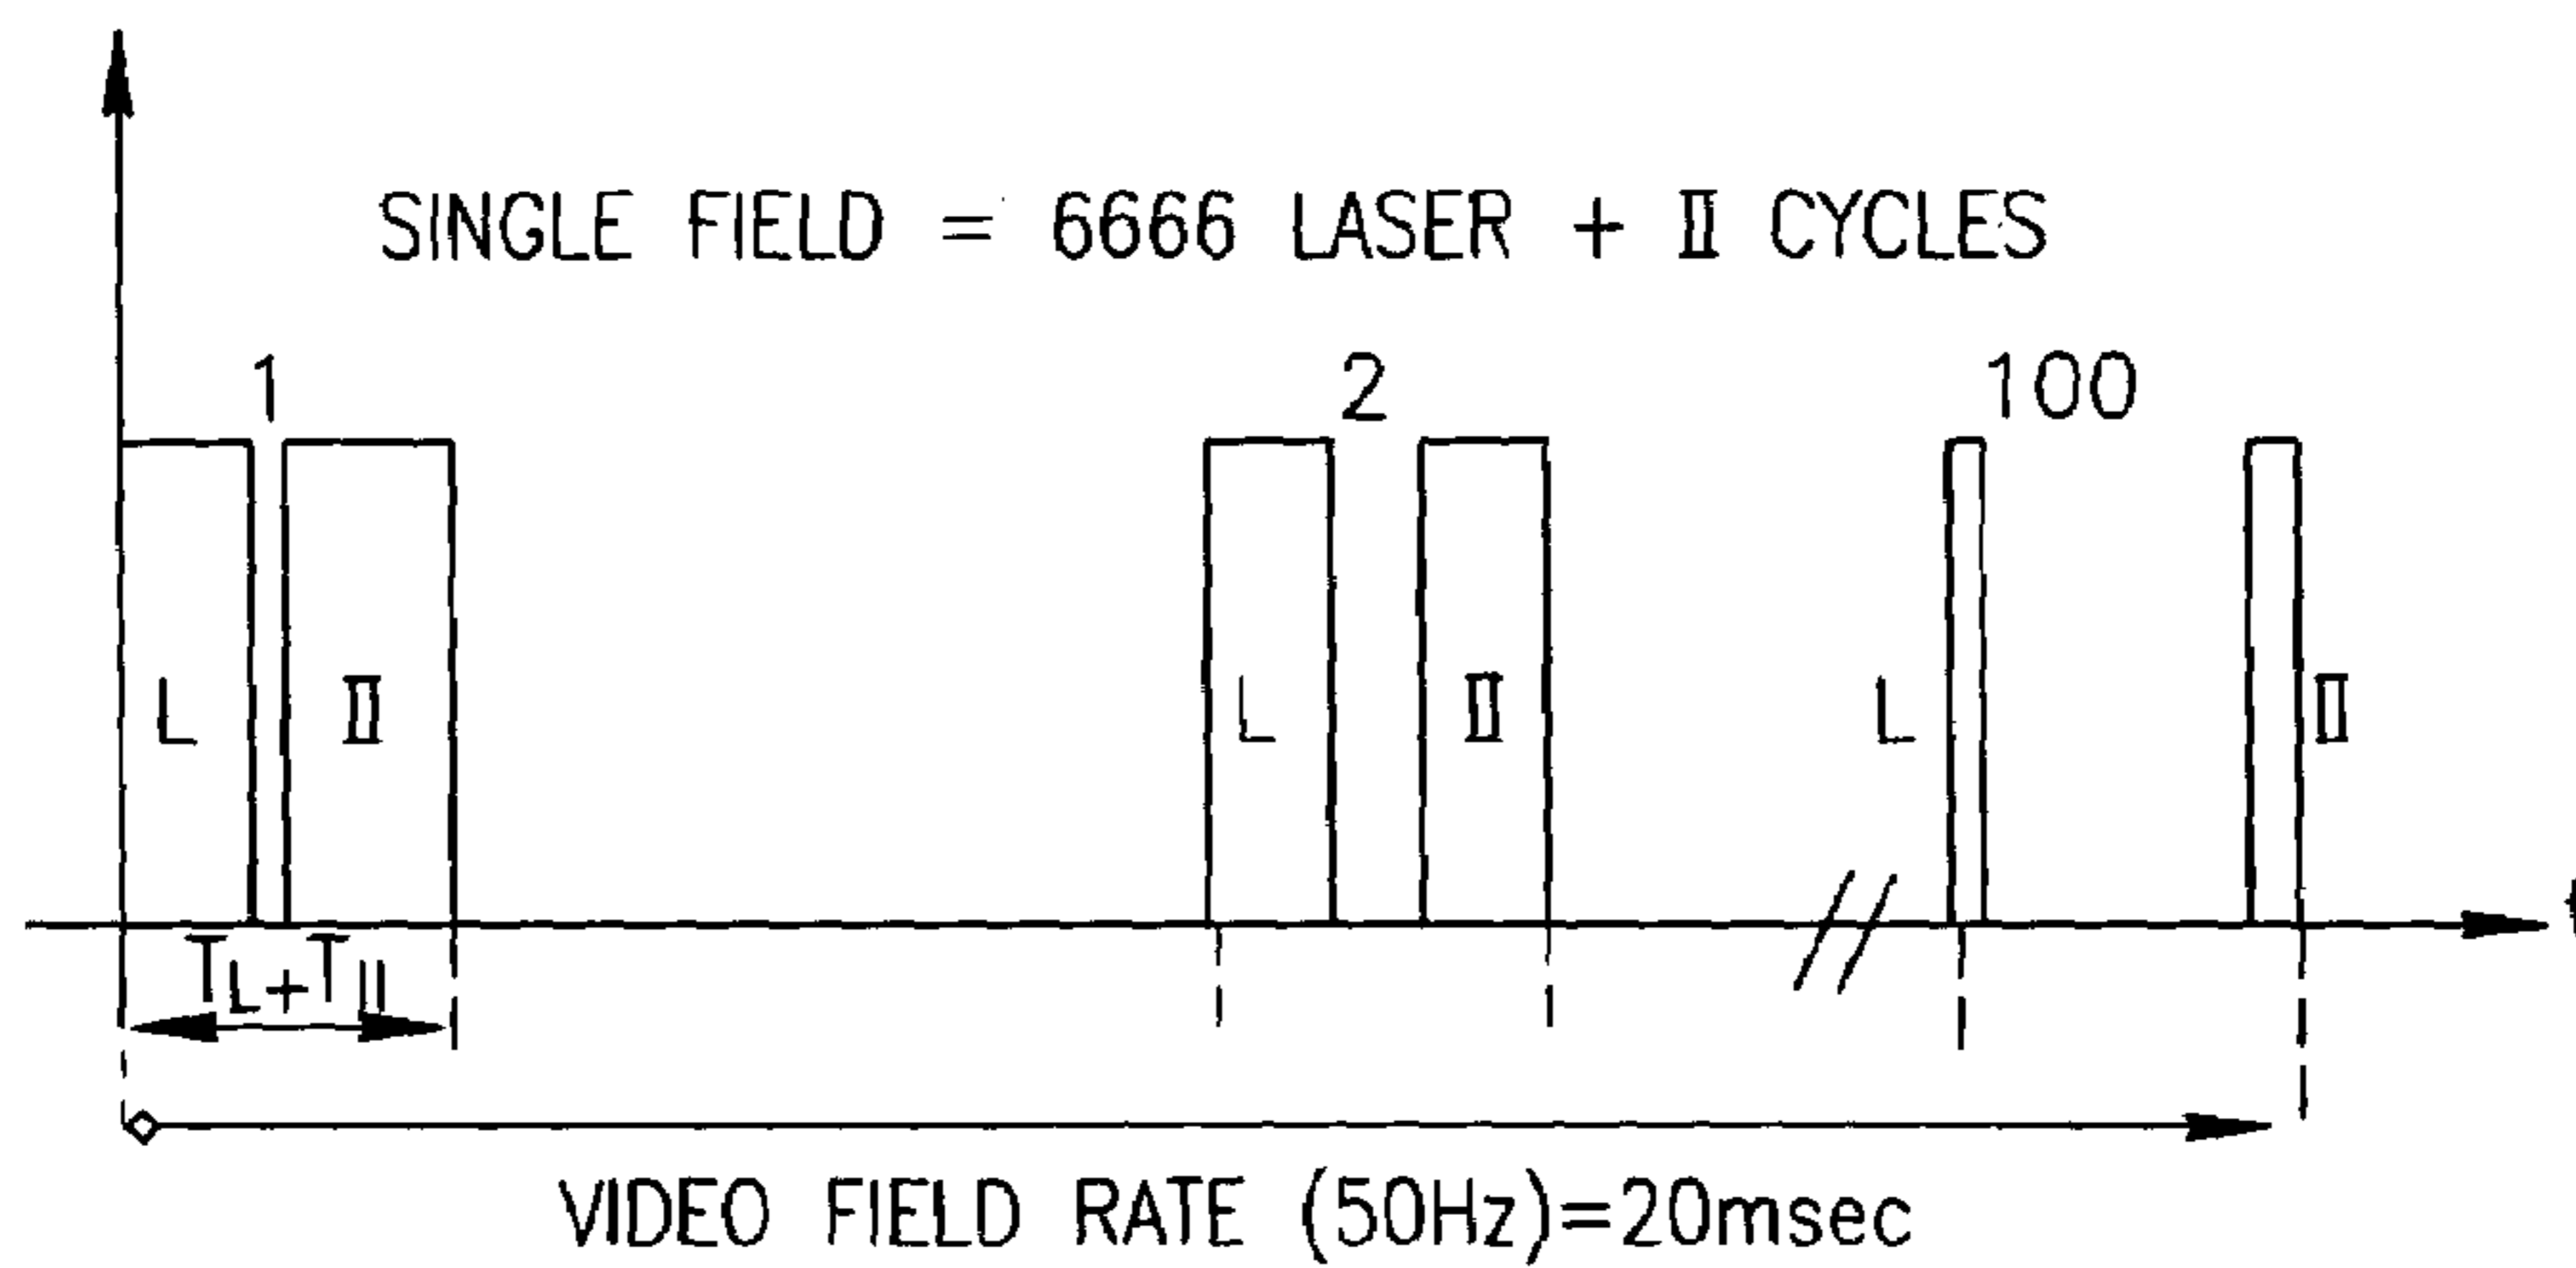 SINGLE FIELD = 6666 LASER + II CYCLES
1
2
100
L
II
L
II
L
II
TL+TII
t
VIDEO FIELD RATE (50Hz)=20msec